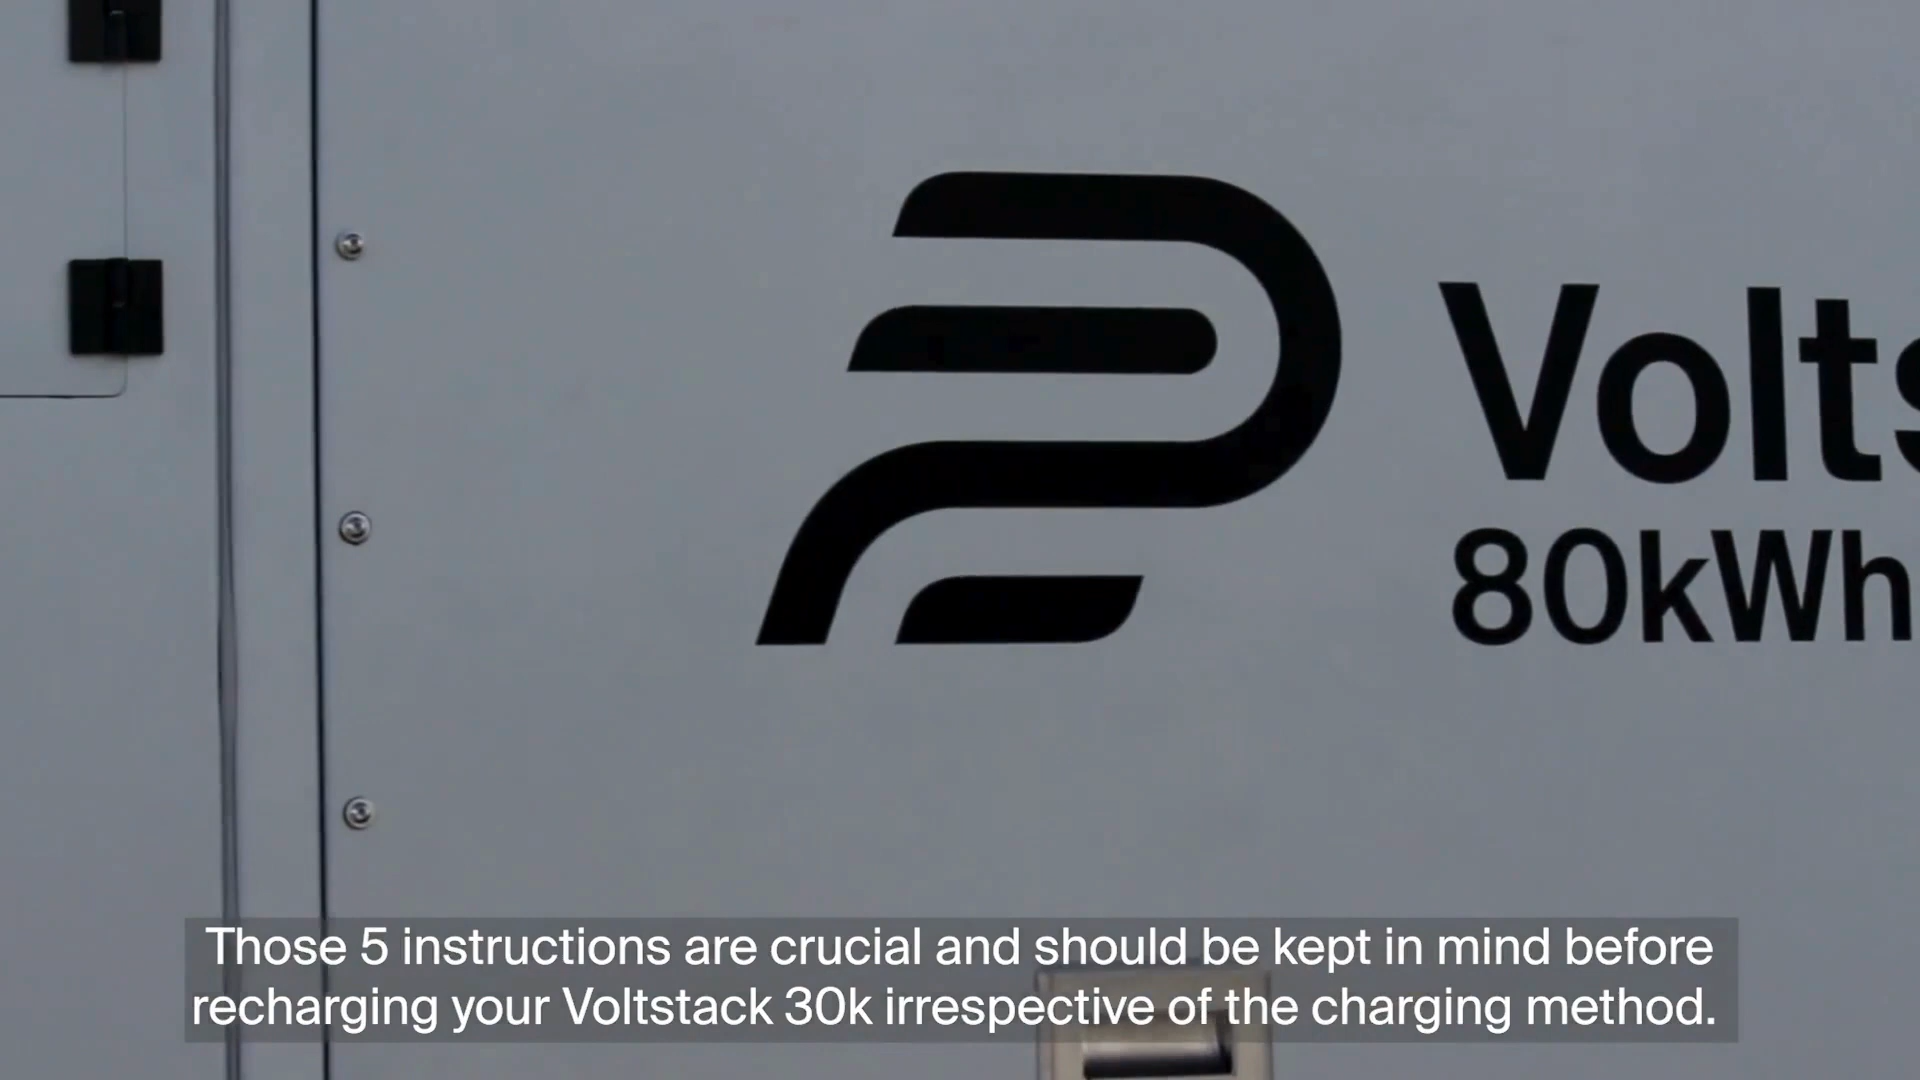 Volts
80kWh
Those 5 instructions are crucial and should be kept in mind before
recharging your Voltstack 30k irrespective of the charging method.